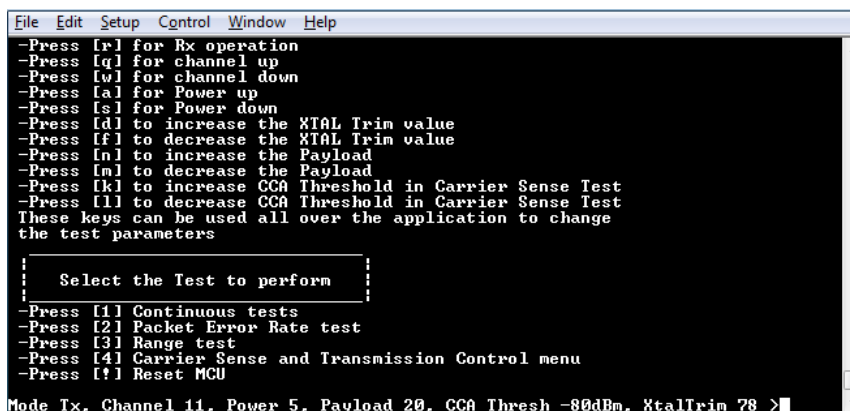 File Edit Setup Control Window Help
-Press [r] for Rx operation
-Press [q] for channel up
-Press [w] for channel down
-Press [a] for Power up
-Press [s] for Power down
-Press [d] to increase the XTAL Trim value
-Press [f] to decrease the XTAL Trim value
-Press [n] to increase the Payload
-Press [m] to decrease the Payload
-Press [k] to increase CCA Threshold in Carrier Sense Test
-Press [l] to decrease CCA Threshold in Carrier Sense Test
These keys can be used all over the application to change
the test parameters
Select the Test to perform
-Press [1] Continuous tests
-Press [2] Packet Error Rate test
-Press [3] Range test
-Press [4] Carrier Sense and Transmission Control menu
-Press [!] Reset MCU
Mode Tx, Channel 11, Power 5, Payload 20, CCA Thresh -80dBm, XtalTrim 78 >